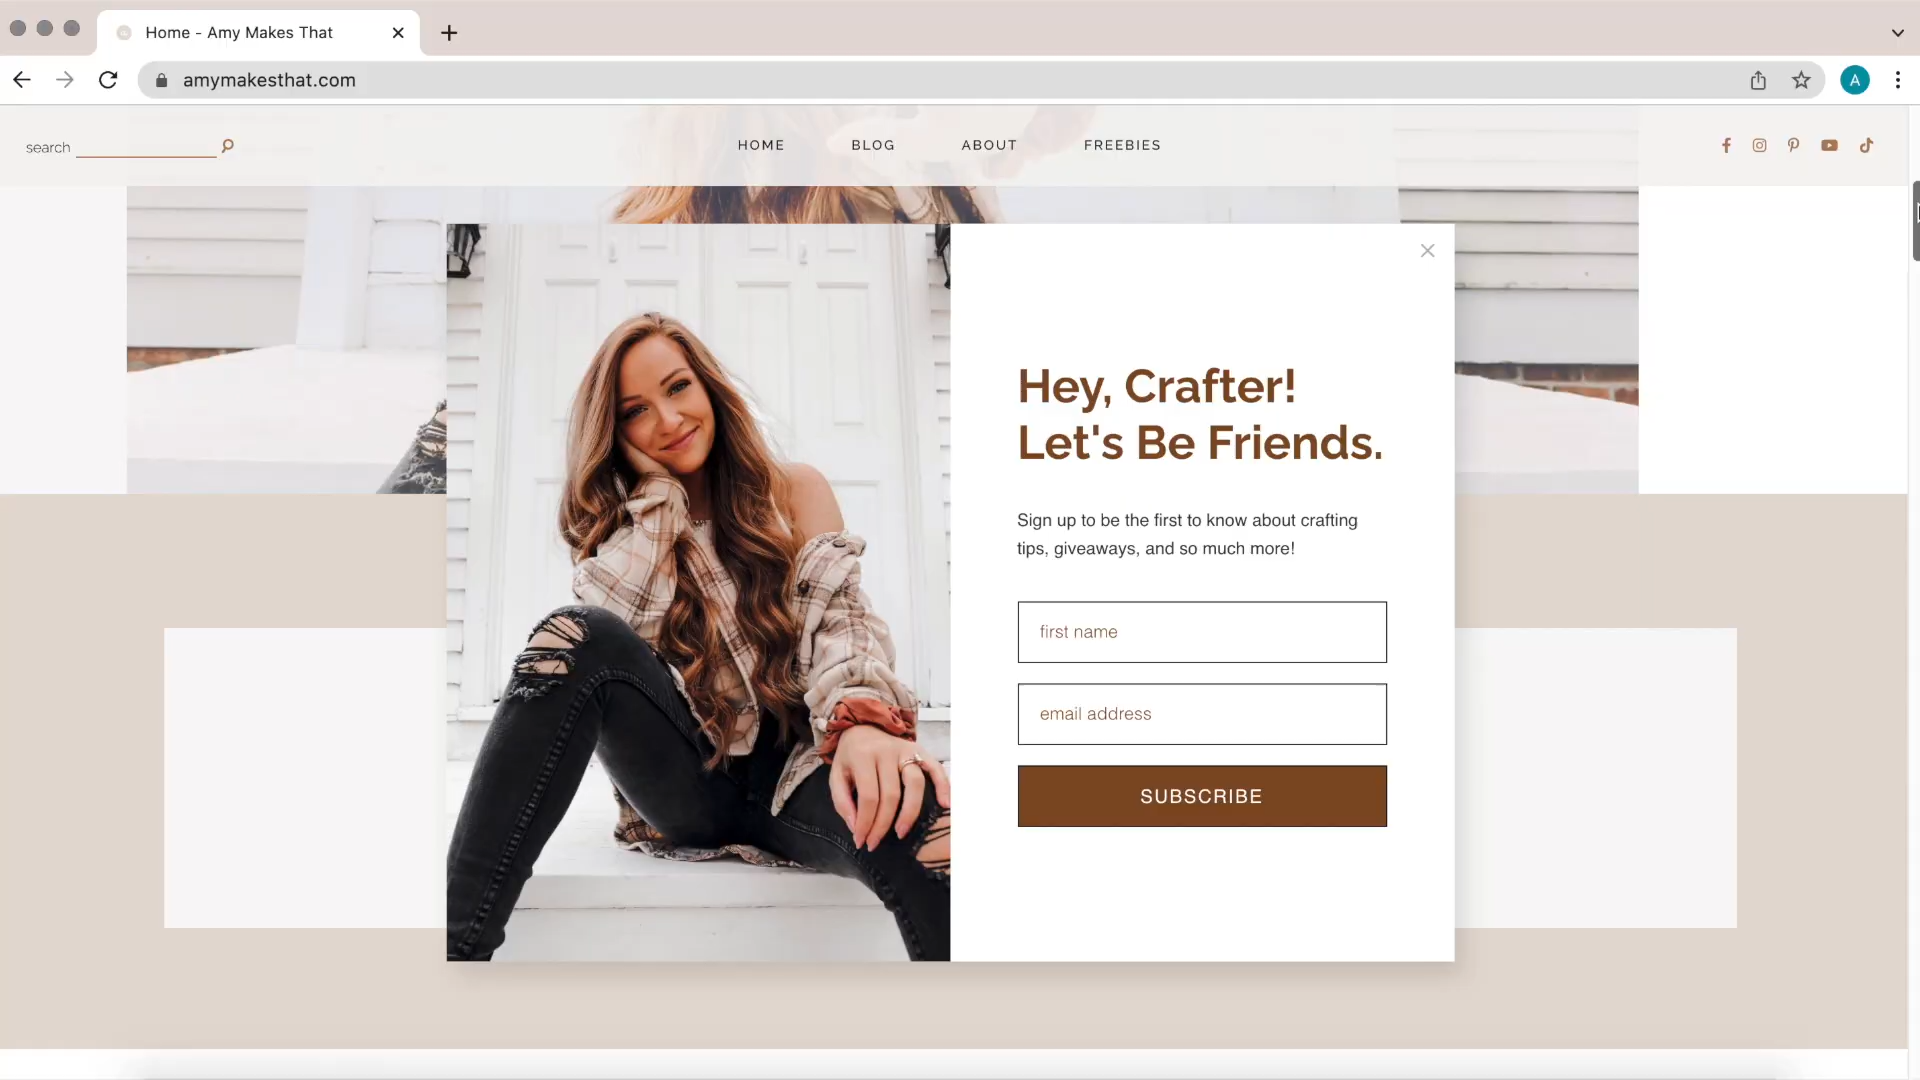 Home - Amy Makes That
amymakesthat.com
A
search
HOME
BLOG
ABOUT
FREEBIES
Hey, Crafter!
Let's Be Friends.
Sign up to be the first to know about crafting
tips, giveaways, and so much more!
first name
email address
SUBSCRIBE